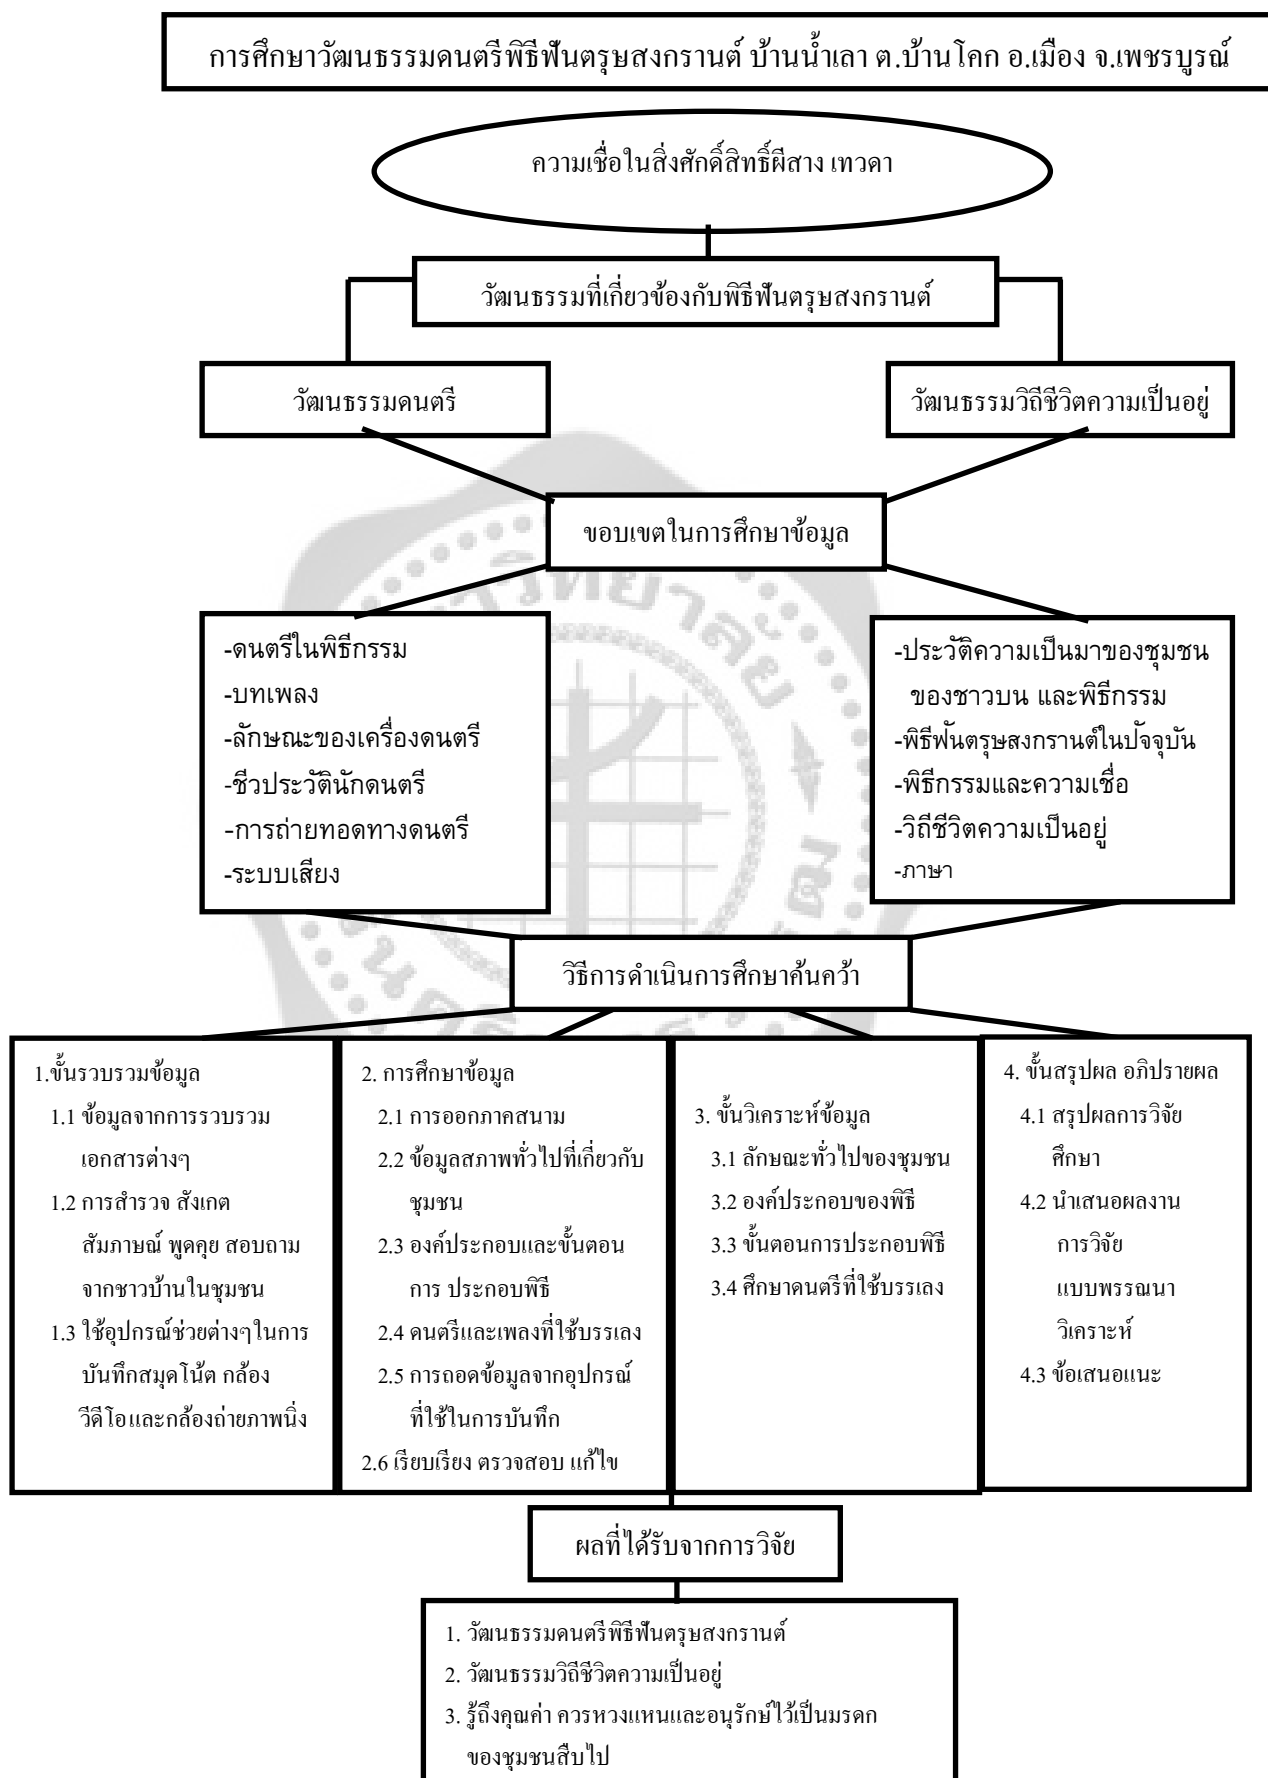 การศึกษาวัฒนธรรมดนตรีพิธีฟันตรุษสงกรานต์ บ้านน้ำเลา ต.บ้านโคก อ.เมือง จ.เพชรบูรณ์
ความเชื่อในสิ่งศักดิ์สิทธิ์ผีสาง เทวดา
วัฒนธรรมที่เกี่ยวข้องกับพิธีฟันตรุษสงกรานต์
วัฒนธรรมดนตรี
วัฒนธรรมวิถีชีวิตความเป็นอยู่
ขอบเขตในการศึกษาข้อมูล
-ดนตรีในพิธีกรรม
-บทเพลง
-ลักษณะของเครื่องดนตรี
-ชีวประวัตินักดนตรี
-การถ่ายทอดทางดนตรี
-ระบบเสียง
-ประวัติความเป็นมาของชุมชน
ของชาวบน และพิธีกรรม
-พิธีฟันตรุษสงกรานต์ในปัจจุบัน
-พิธีกรรมและความเชื่อ
-วิถีชีวิตความเป็นอยู่
-ภาษา
วิธีการดำเนินการศึกษาค้นคว้า
1.ขั้นรวบรวมข้อมูล
1.1 ข้อมูลจากการรวบรวม
เอกสารต่างๆ
1.2 การสำรวจ สังเกต
สัมภาษณ์ พูดคุย สอบถาม
จากชาวบ้านในชุมชน
1.3 ใช้อุปกรณ์ช่วยต่างๆในการ
บันทึกสมุดโน้ต กล้อง
วีดีโอและกล้องถ่ายภาพนิ่ง
2. การศึกษาข้อมูล
2.1 การออกภาคสนาม
2.2 ข้อมูลสภาพทั่วไปที่เกี่ยวกับ
ชุมชน
2.3 องค์ประกอบและขั้นตอน
การ ประกอบพิธี
2.4 ดนตรีและเพลงที่ใช้บรรเลง
2.5 การถอดข้อมูลจากอุปกรณ์
ที่ใช้ในการบันทึก
2.6 เรียบเรียง ตรวจสอบ แก้ไข
3. ขั้นวิเคราะห์ข้อมูล
3.1 ลักษณะทั่วไปของชุมชน
3.2 องค์ประกอบของพิธี
3.3 ขั้นตอนการประกอบพิธี
3.4 ศึกษาดนตรีที่ใช้บรรเลง
4. ขั้นสรุปผล อภิปรายผล
4.1 สรุปผลการวิจัย
ศึกษา
4.2 นำเสนอผลงาน
การวิจัย
แบบพรรณนา
วิเคราะห์
4.3 ข้อเสนอแนะ
ผลที่ได้รับจากการวิจัย
1. วัฒนธรรมดนตรีพิธีฟันตรุษสงกรานต์
2. วัฒนธรรมวิถีชีวิตความเป็นอยู่
3. รู้ถึงคุณค่า ควรหวงแหนและอนุรักษ์ไว้เป็นมรดก
ของชุมชนสืบไป